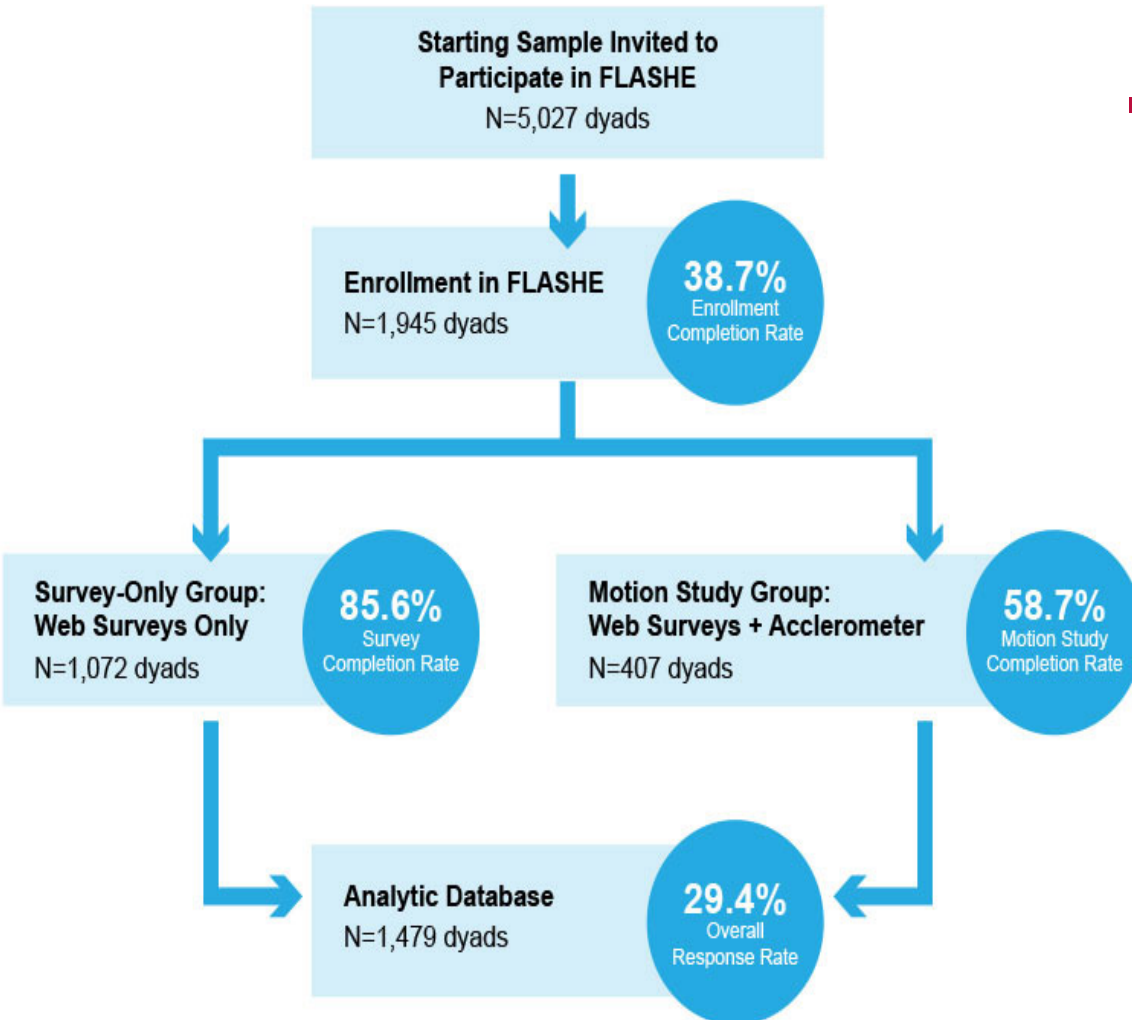 Starting Sample Invited to
Participate in FLASHE
N=5,027 dyads
Enrollment in FLASHE
N=1,945 dyads
38.7%
Enrollment
Completion Rate
Survey-Only Group:
Web Surveys Only
N=1,072 dyads
85.6%
Survey
Completion Rate
Motion Study Group:
Web Surveys + Acclerometer
N=407 dyads
58.7%
Motion Study
Completion Rate
Analytic Database
N=1,479 dyads
29.4%
Overall
Response Rate